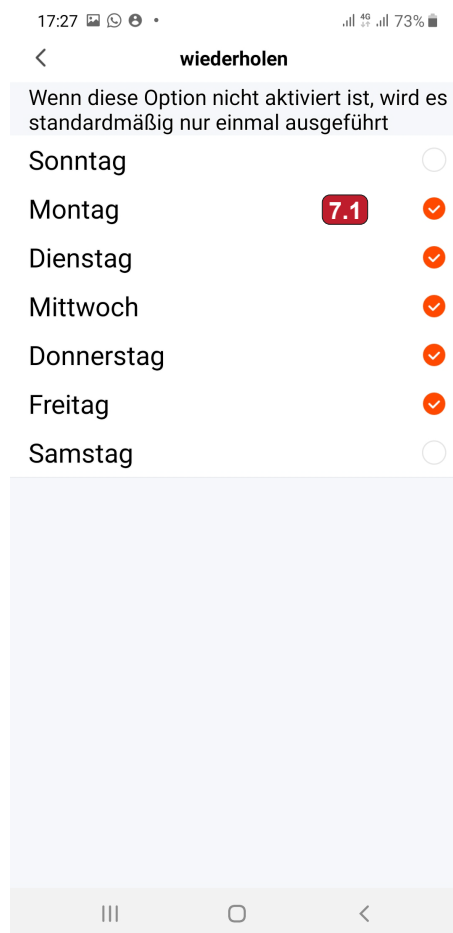 17:27 4G 73%
wiederholen
Wenn diese Option nicht aktiviert ist, wird es
standardmäßig nur einmal ausgeführt
Sonntag
Montag 7.1
Dienstag
Mittwoch
Donnerstag
Freitag
Samstag